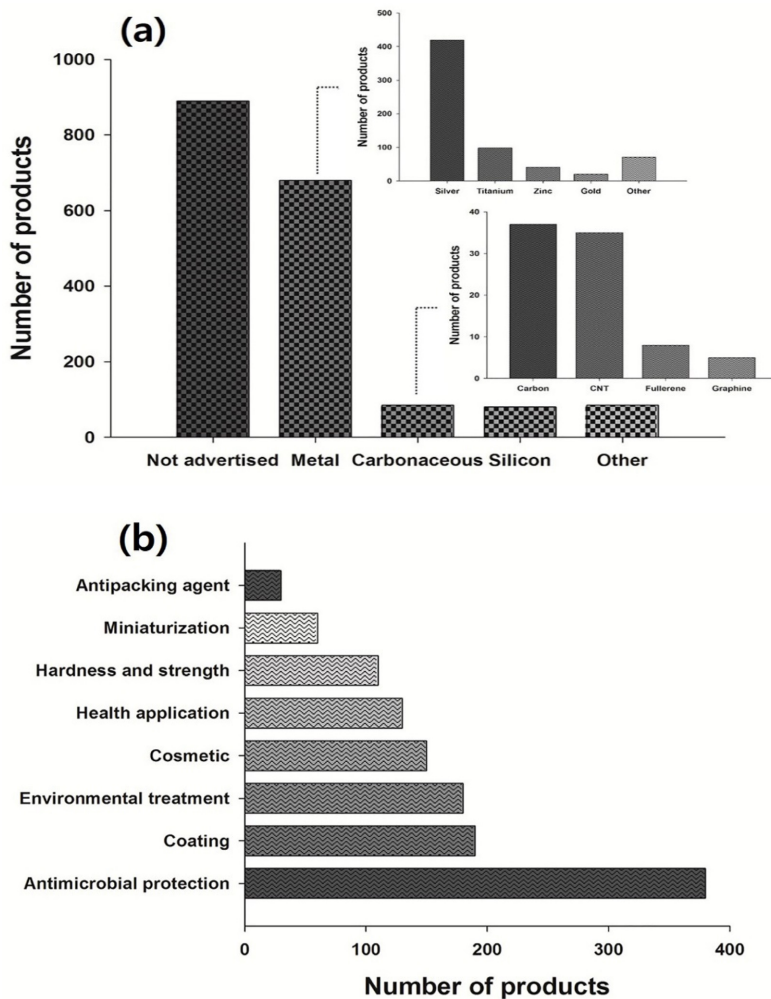 (a)
Number of products
1000
800
600
400
200
0
Not advertised Metal Carbonaceous Silicon Other
Number of products
500
400
300
200
100
0
Silver Titanium Zinc Gold Other
Number of products
40
30
20
10
0
Carbon CNT Fullerene Graphine
(b)
Antipacking agent
Miniaturization
Hardness and strength
Health application
Cosmetic
Environmental treatment
Coating
Antimicrobial protection
0 100 200 300 400
Number of products